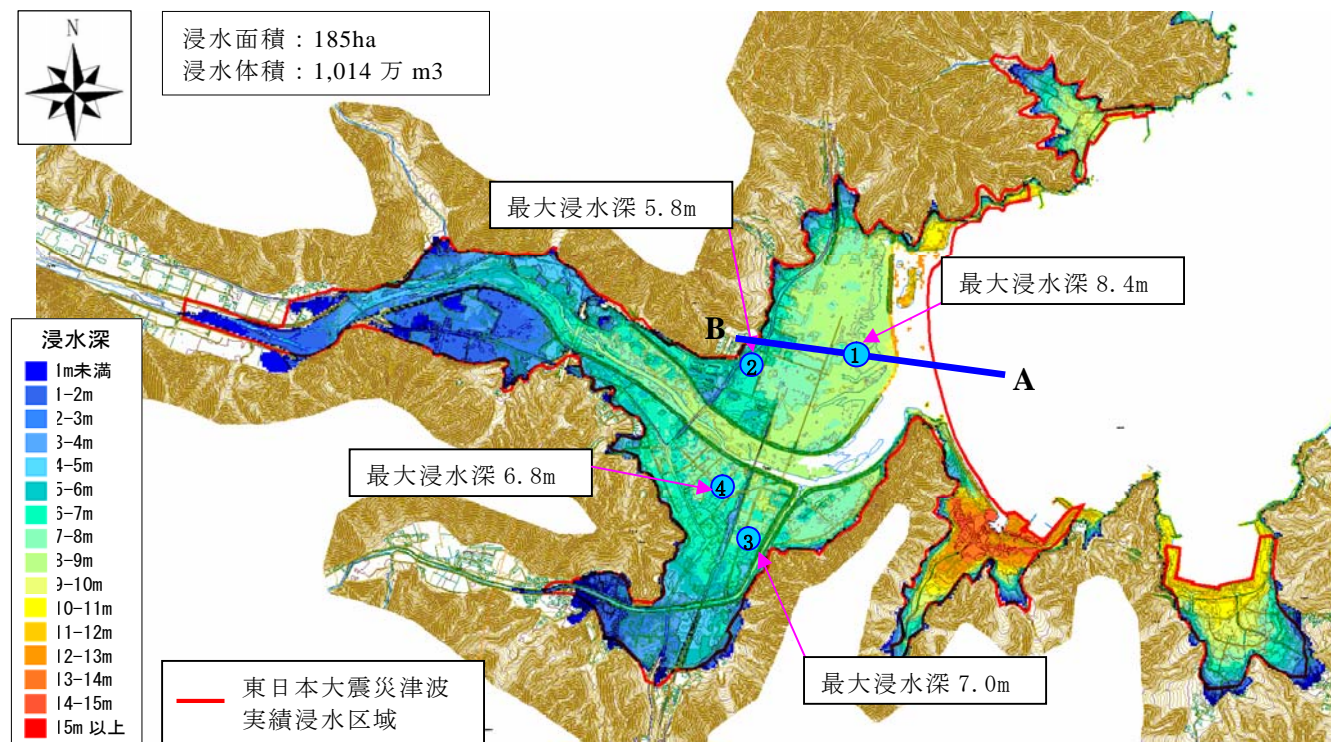 N
浸水面積：185ha
浸水体積：1,014 万 m3
最大浸水深 5.8m
最大浸水深 8.4m
B
①
②
A
最大浸水深 6.8m
④
③
最大浸水深 7.0m
浸水深
1m未満
1-2m
2-3m
3-4m
4-5m
5-6m
6-7m
7-8m
8-9m
9-10m
10-11m
11-12m
12-13m
13-14m
14-15m
15m 以上
東日本大震災津波
実績浸水区域